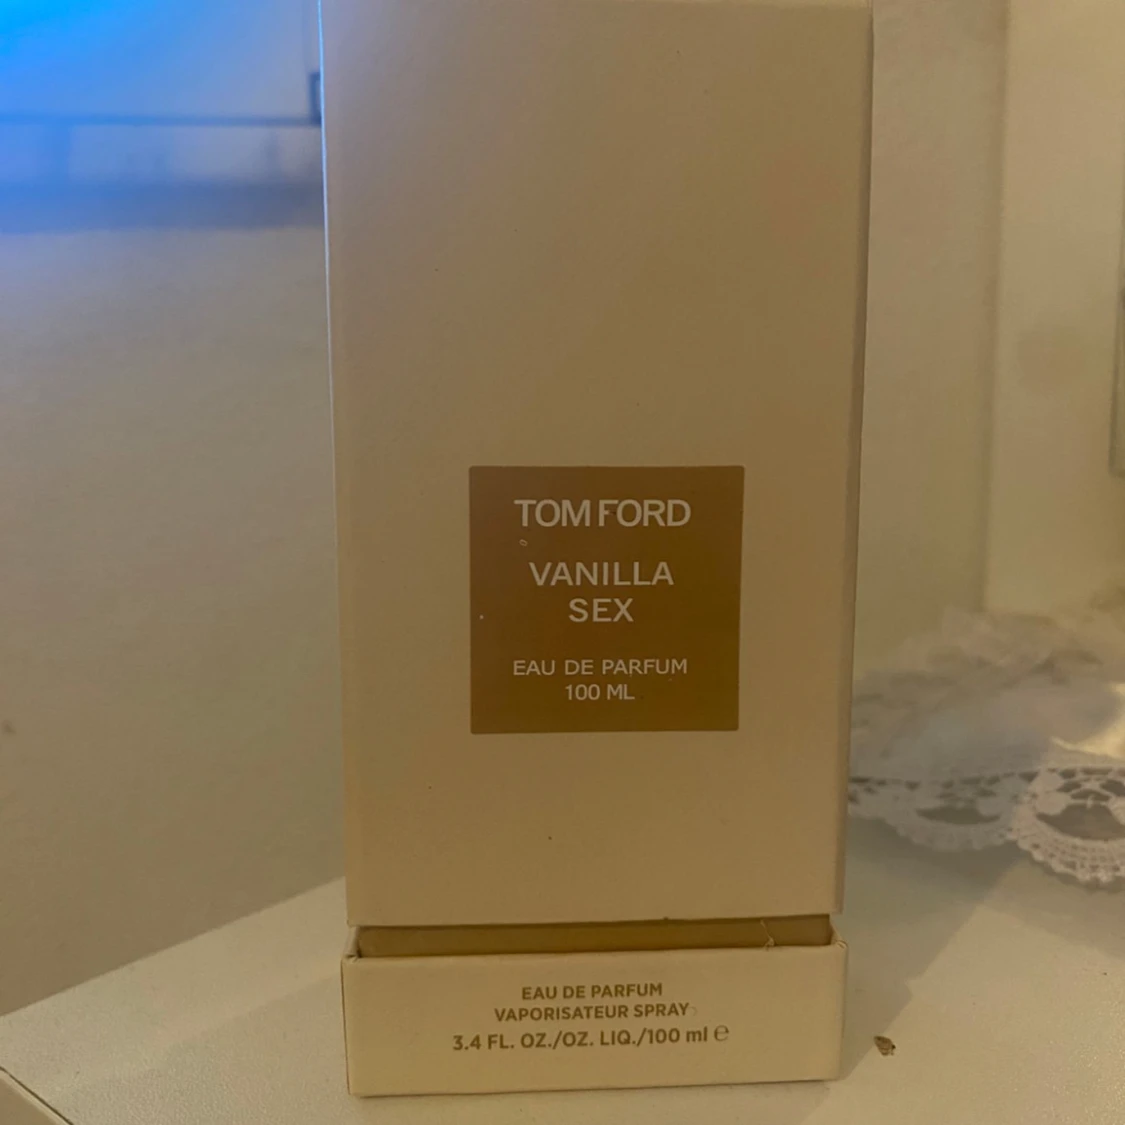 TOM FORD
VANILLA
SEX
EAU DE PARFUM
100 ML
EAU DE PARFUM
VAPORISATEUR SPRAY
3.4 FL. OZ./OZ. LIQ./100 ml ℮